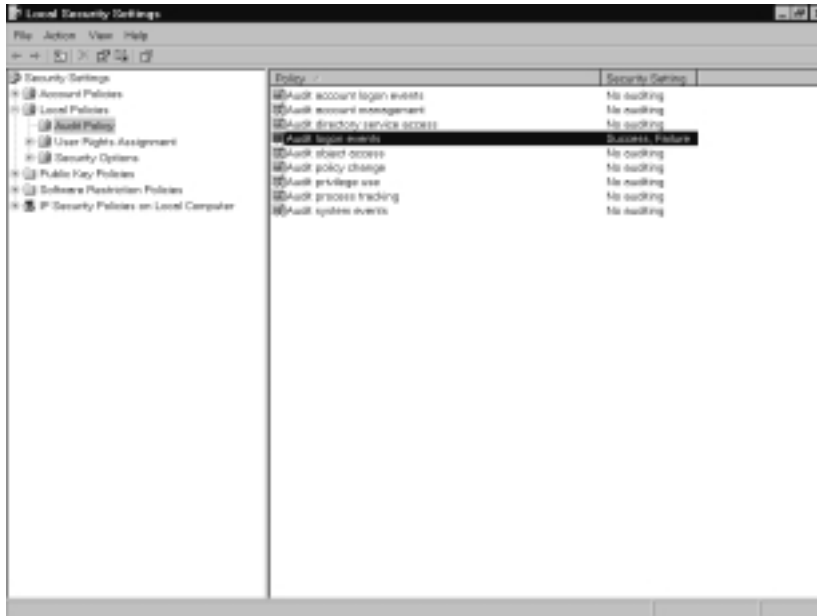 Local Security Settings
File Action View Help
Security Settings
Account Policies
Local Policies
Audit Policy
User Rights Assignment
Security Options
Public Key Policies
Software Restriction Policies
IP Security Policies on Local Computer
Policy Security Setting
Audit account logon events No auditing
Audit account management No auditing
Audit directory service access No auditing
Audit logon events Success, Failure
Audit object access No auditing
Audit policy change No auditing
Audit privilege use No auditing
Audit process tracking No auditing
Audit system events No auditing